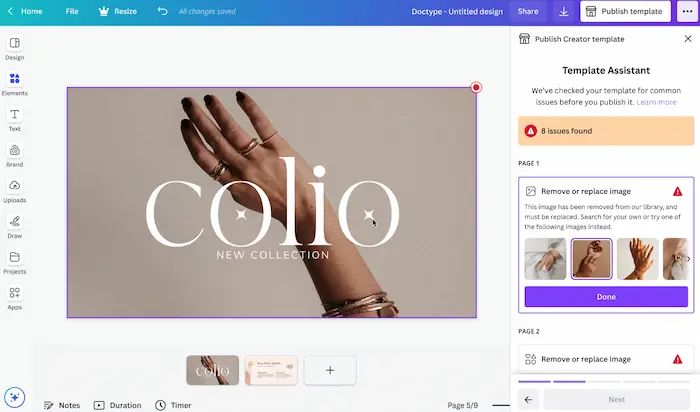 Home
File
Resize
All changes saved
Doctype - Untitled design
Share
Publish template
Design
Elements
Text
Brand
Uploads
Draw
Projects
Apps
colio
NEW COLLECTION
Notes
Duration
Timer
Page 5/9
Publish Creator template
Template Assistant
We've checked your template for common
issues before you publish it. Learn more
8 issues found
PAGE 1
Remove or replace image
This image has been removed from our library, and
must be replaced. Search for your own or try one of
the following images instead.
Done
PAGE 2
Remove or replace image
Next